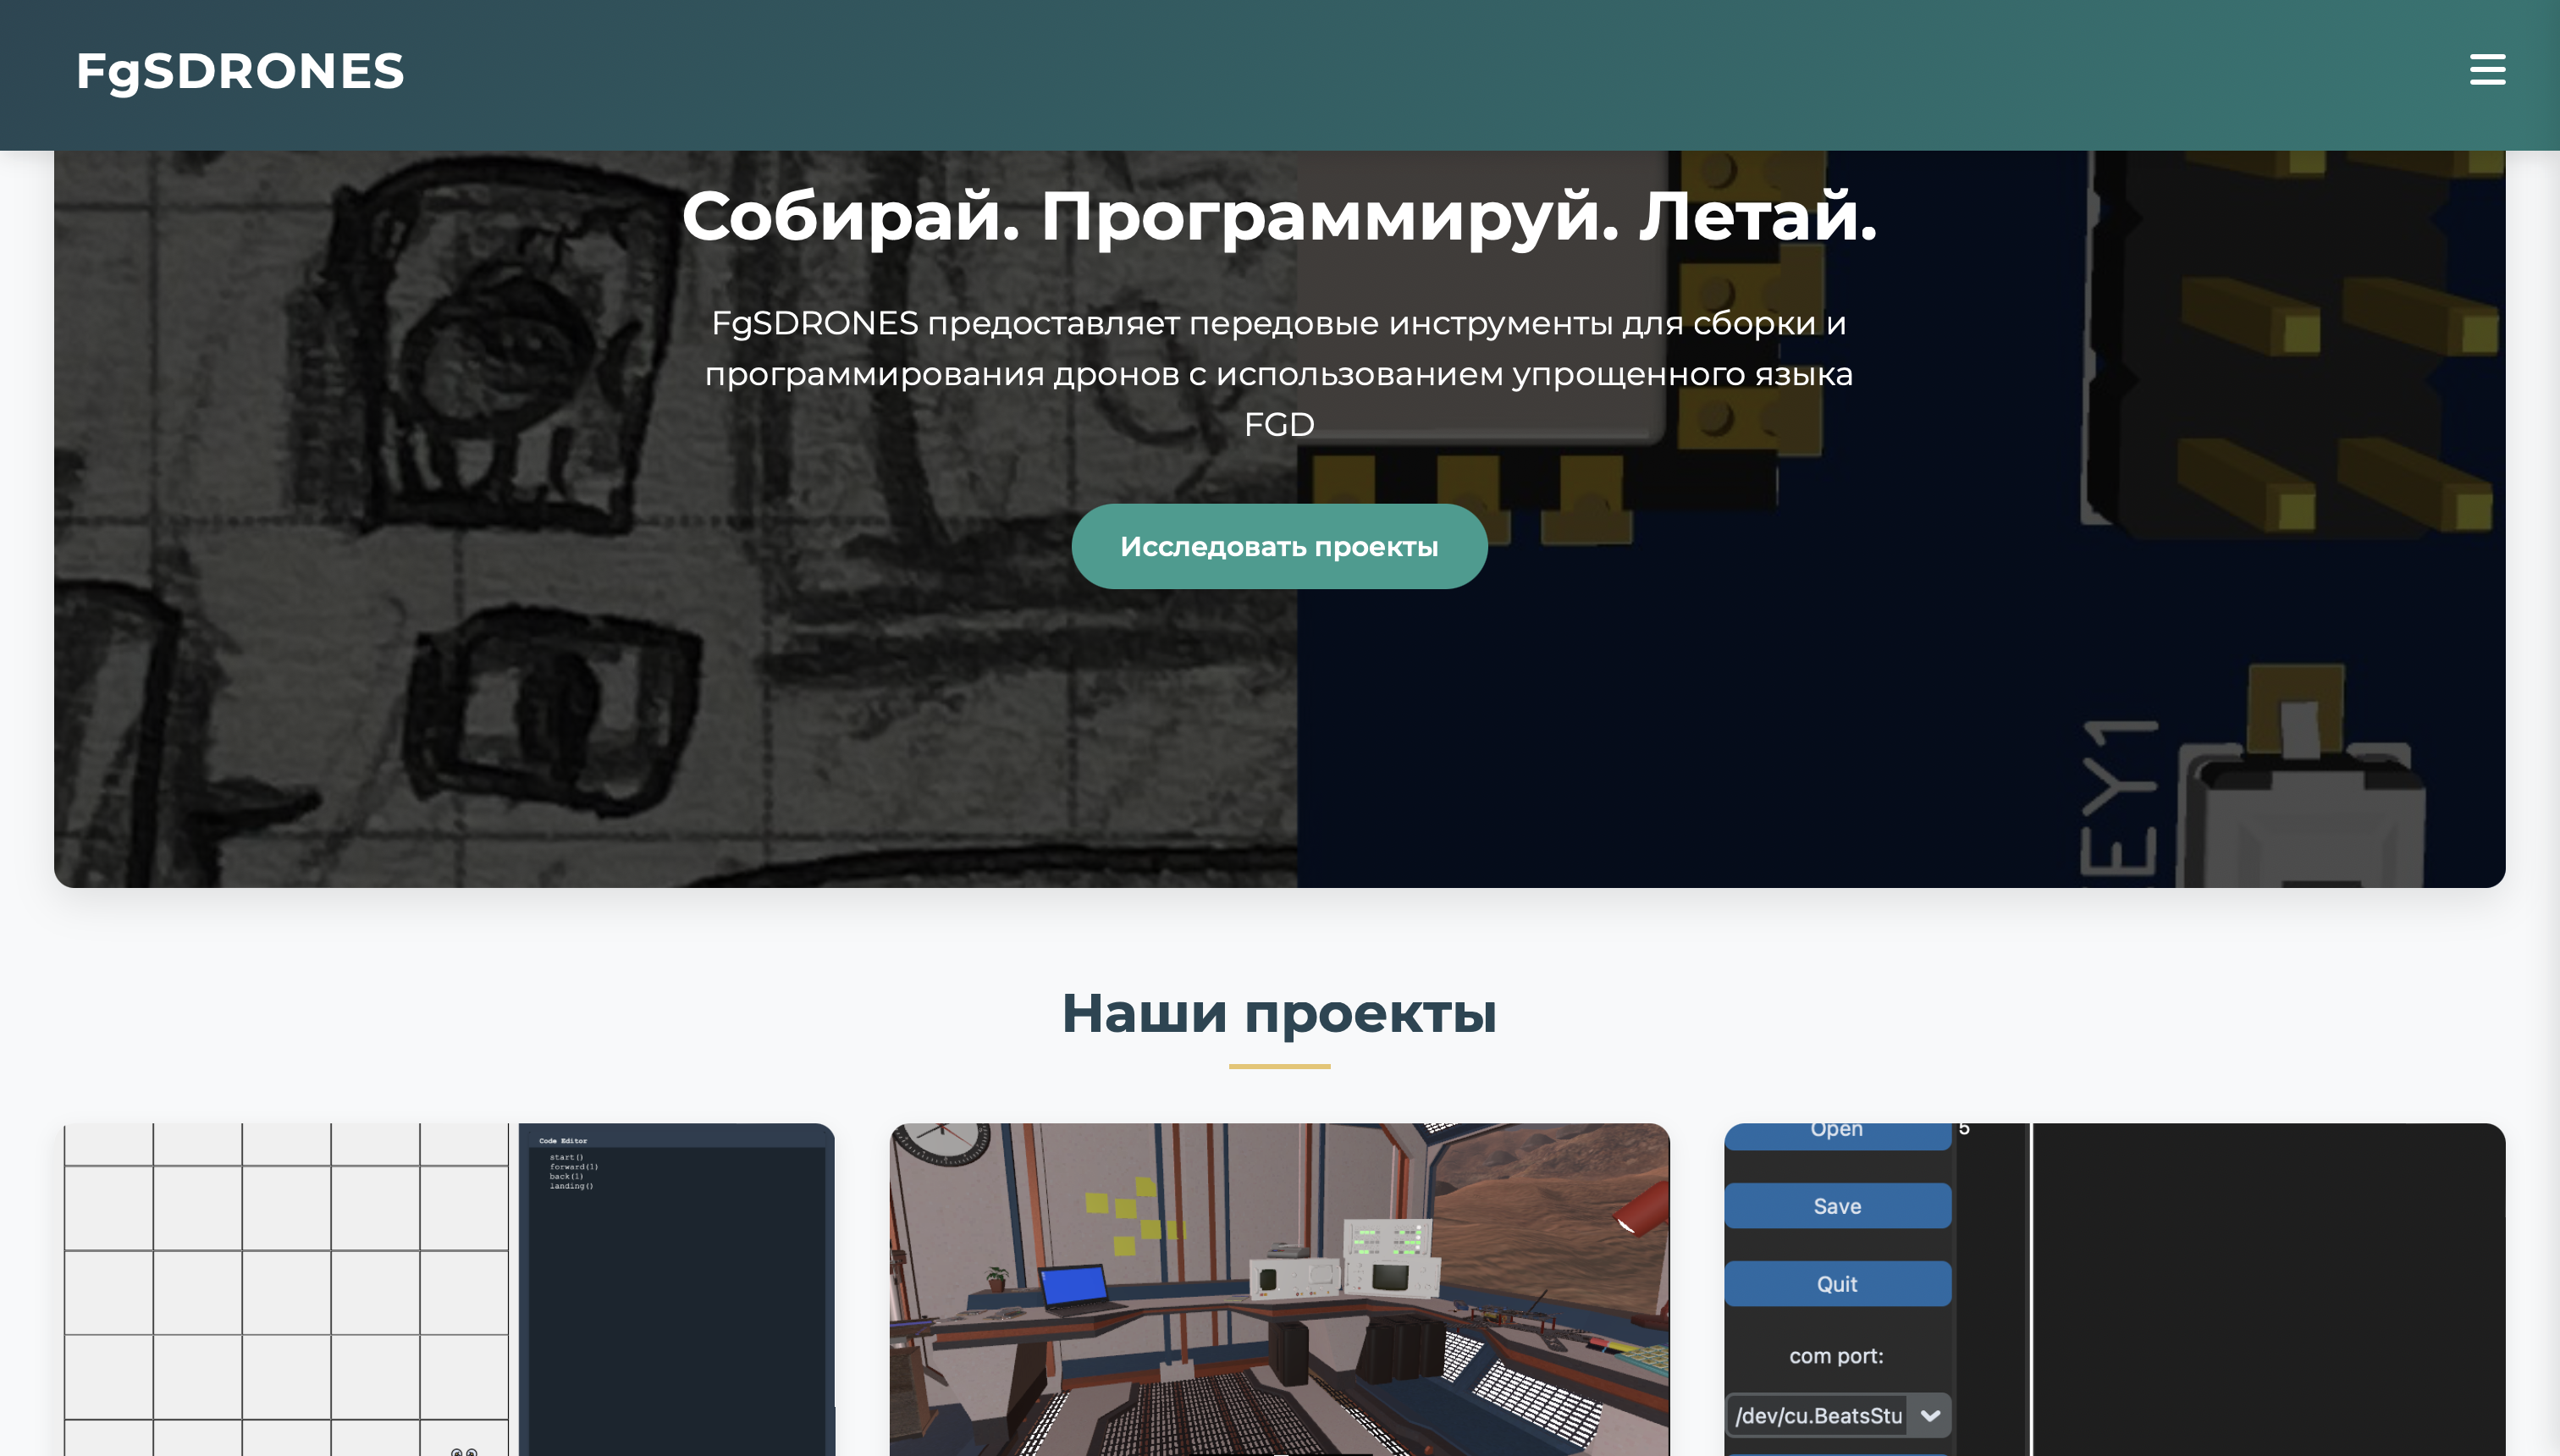 FgSDRONES
Собирай. Программируй. Летай.
FgSDRONES предоставляет передовые инструменты для сборки и
программирования дронов с использованием упрощенного языка
FGD
Исследовать проекты
EY1
Наши проекты
Code Editor
start()
forward(1)
back(1)
landing()
Open
5
Save
Quit
com port:
/dev/cu.BeatsStu